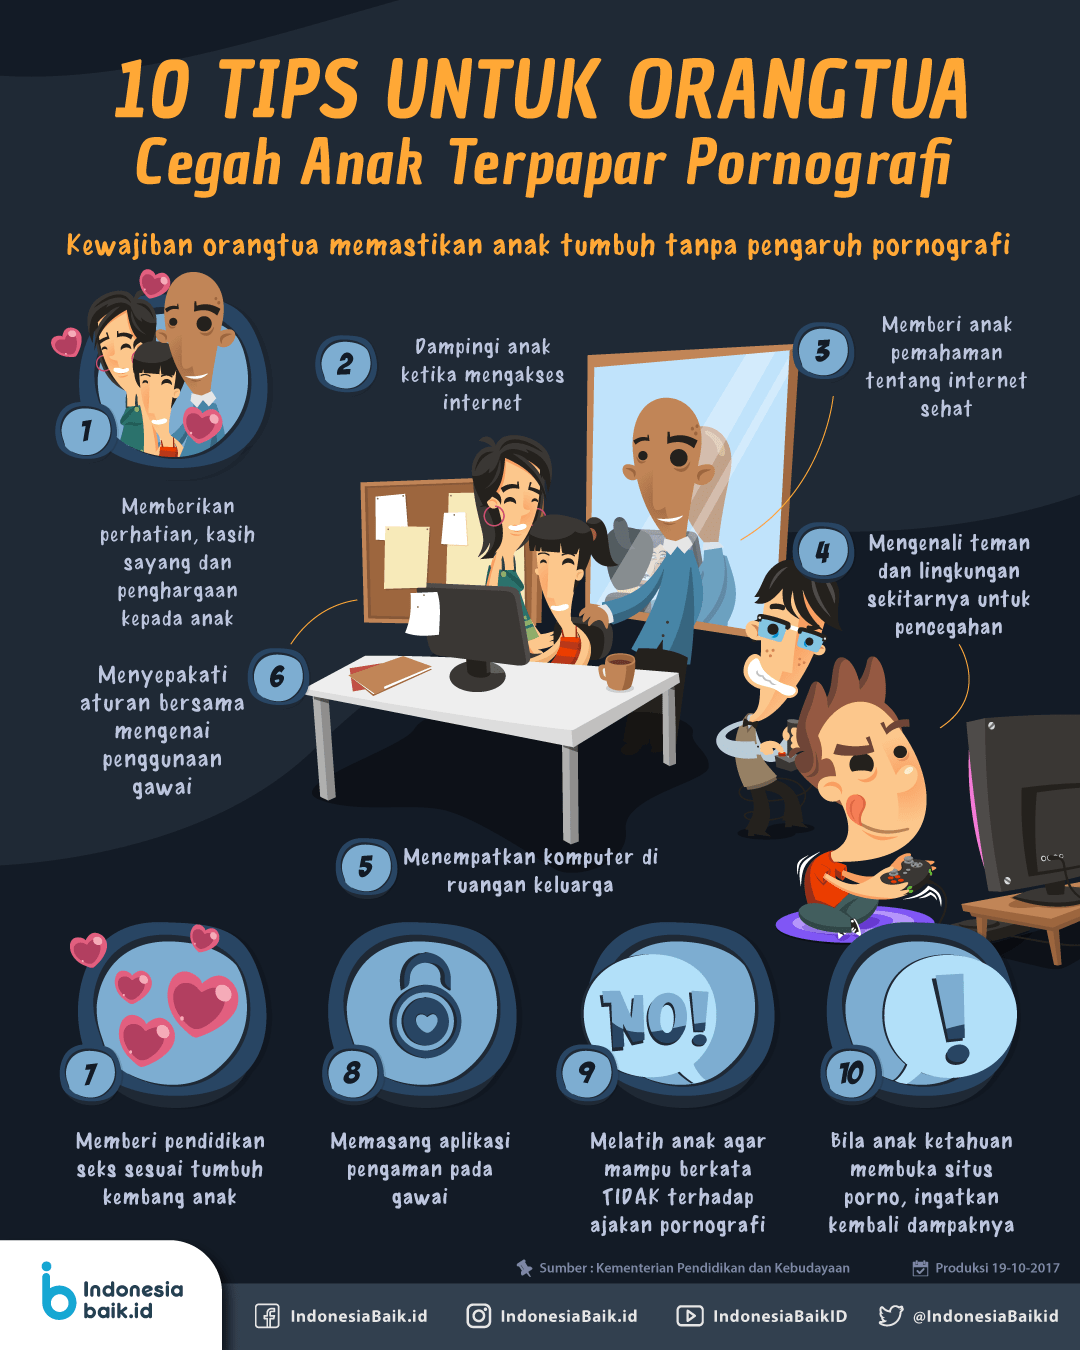 10 TIPS UNTUK ORANGTUA
Cegah Anak Terpapar Pornografi
Kewajiban orangtua memastikan anak tumbuh tanpa pengaruh pornografi
1
Memberikan
perhatian, kasih
sayang dan
penghargaan
kepada anak
2
Dampingi anak
ketika mengakses
internet
3
Memberi anak
pemahaman
tentang internet
sehat
4
Mengenali teman
dan lingkungan
sekitarnya untuk
pencegahan
6
Menyepakati
aturan bersama
mengenai
penggunaan
gawai
5
Menempatkan komputer di
ruangan keluarga
7
Memberi pendidikan
seks sesuai tumbuh
kembang anak
8
Memasang aplikasi
pengaman pada
gawai
NO!
9
Melatih anak agar
mampu berkata
TIDAK terhadap
ajakan pornografi
!
10
Bila anak ketahuan
membuka situs
porno, ingatkan
kembali dampaknya
Sumber : Kementerian Pendidikan dan Kebudayaan
Produksi 19-10-2017
Indonesia
baik.id
IndonesiaBaik.id
IndonesiaBaik.id
IndonesiaBaikID
@IndonesiaBaikid